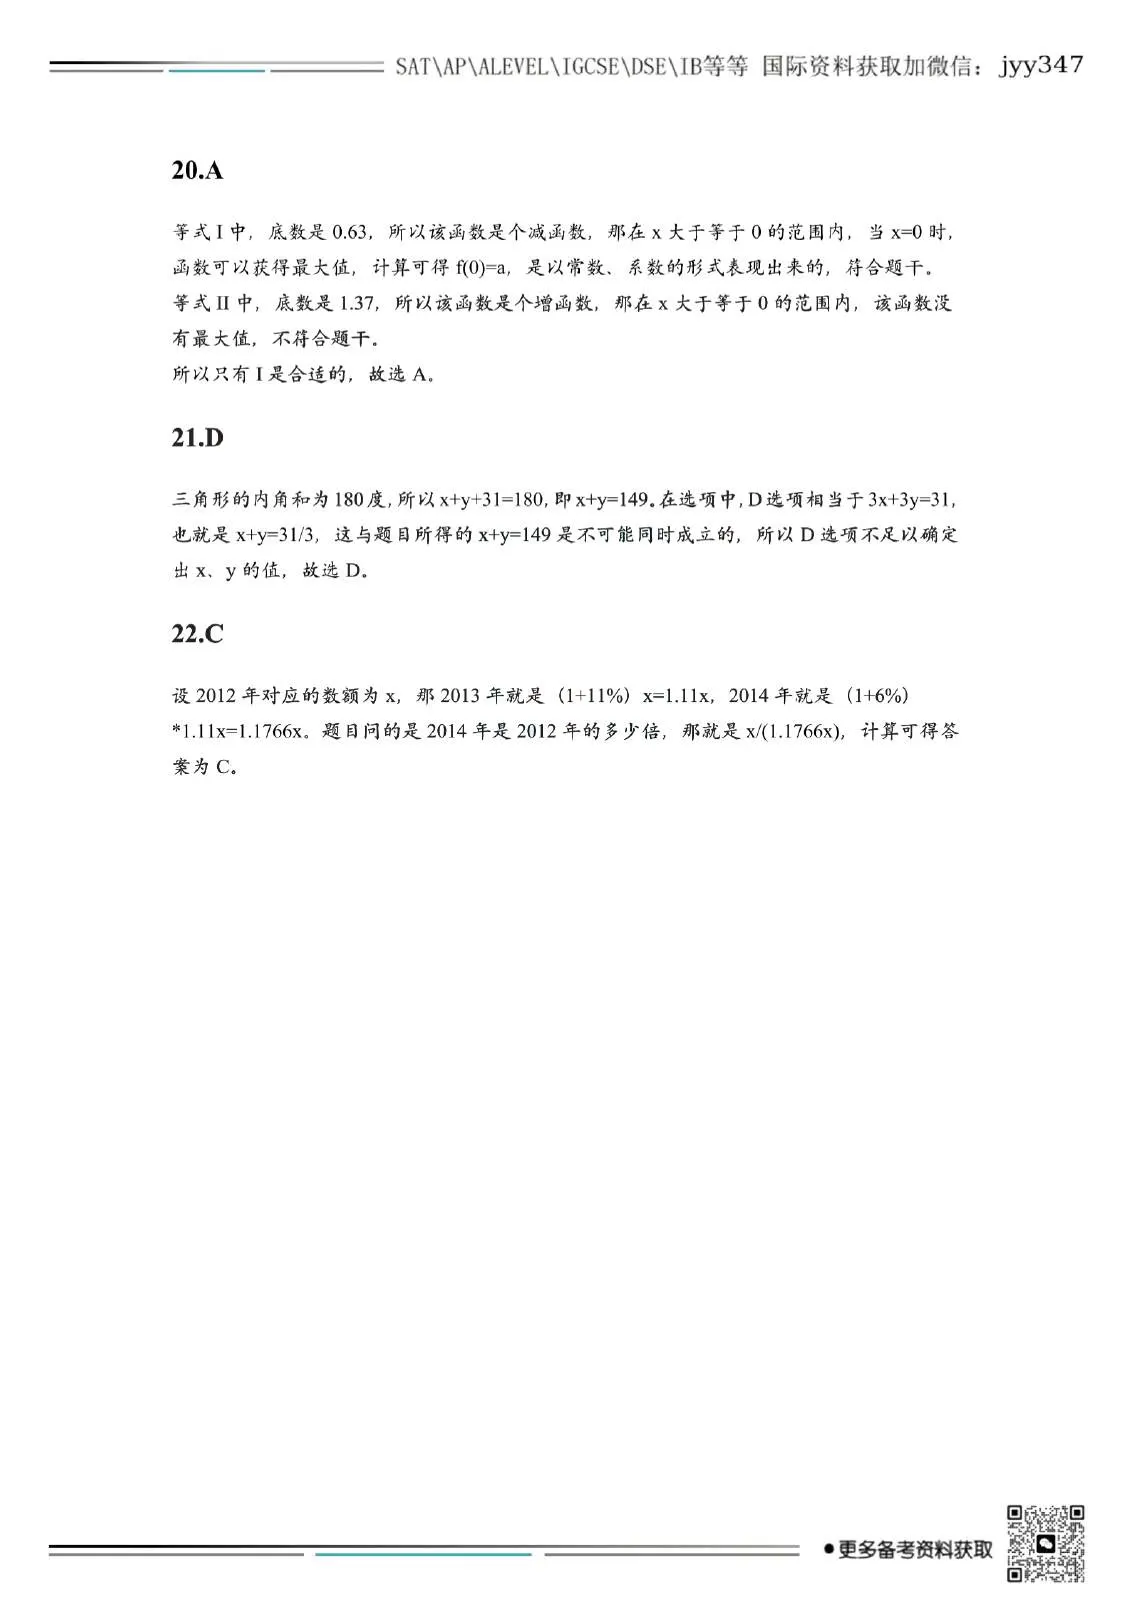 SAT\AP\ALEVEL\IGCSE\DSE\IB等等 国际资料获取加微信：jyy347
20.A
等式 I 中，底数是 0.63，所以该函数是个减函数，那在 x 大于等于 0 的范围内，当 x=0 时，
函数可以获得最大值，计算可得 f(0)=a，是以常数、系数的形式表现出来的，符合题干。
等式 II 中，底数是 1.37，所以该函数是个增函数，那在 x 大于等于 0 的范围内，该函数没
有最大值，不符合题干。
所以只有 I 是合适的，故选 A。
21.D
三角形的内角和为 180 度，所以 x+y+31=180，即 x+y=149。在选项中，D 选项相当于 3x+3y=31，
也就是 x+y=31/3，这与题目所得的 x+y=149 是不可能同时成立的，所以 D 选项不足以确定
出 x、y 的值，故选 D。
22.C
设 2012 年对应的数额为 x，那 2013 年就是（1+11%）x=1.11x，2014 年就是（1+6%）
*1.11x=1.1766x。题目问的是 2014 年是 2012 年的多少倍，那就是 x/(1.1766x)，计算可得答
案为 C。
●更多备考资料获取